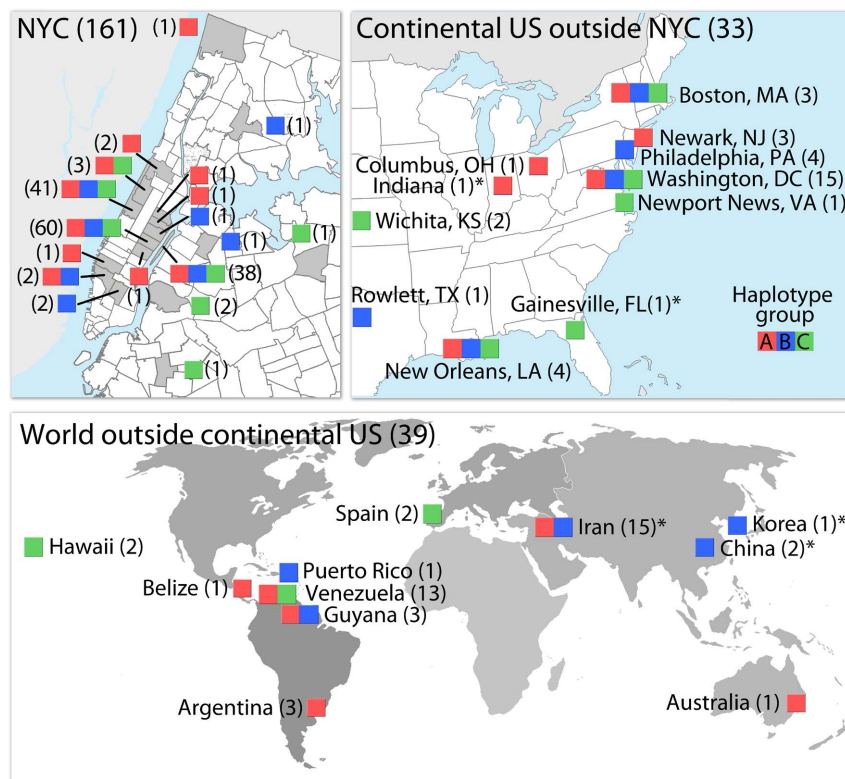 NYC (161)
(1)
(1)
(2)
(3)
(1)
(41)
(1)
(1)
(60)
(1)
(1)
(1)
(2)
(38)
(2)
(1)
(2)
(1)
Continental US outside NYC (33)
Boston, MA (3)
Newark, NJ (3)
Philadelphia, PA (4)
Columbus, OH (1)
Washington, DC (15)
Indiana (1)*
Newport News, VA (1)
Wichita, KS (2)
Rowlett, TX (1)
Gainesville, FL(1)*
Haplotype
group
A B C
New Orleans, LA (4)
World outside continental US (39)
Spain (2)
Iran (15)*
Korea (1)*
Hawaii (2)
China (2)*
Puerto Rico (1)
Belize (1)
Venezuela (13)
Guyana (3)
Argentina (3)
Australia (1)